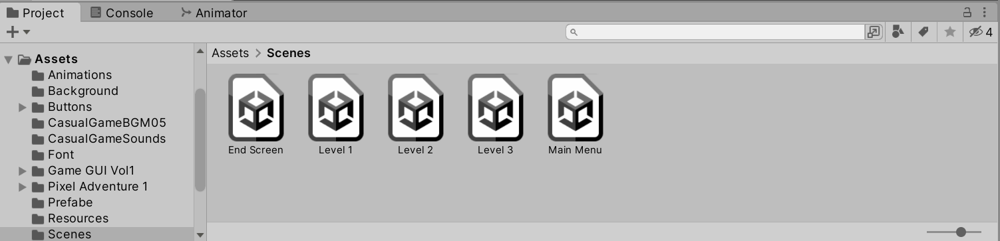 Project Console Animator
4
Assets
Animations
Background
Buttons
CasualGameBGM05
CasualGameSounds
Font
Game GUI Vol1
Pixel Adventure 1
Prefabe
Resources
Scenes
Assets > Scenes
End Screen Level 1 Level 2 Level 3 Main Menu